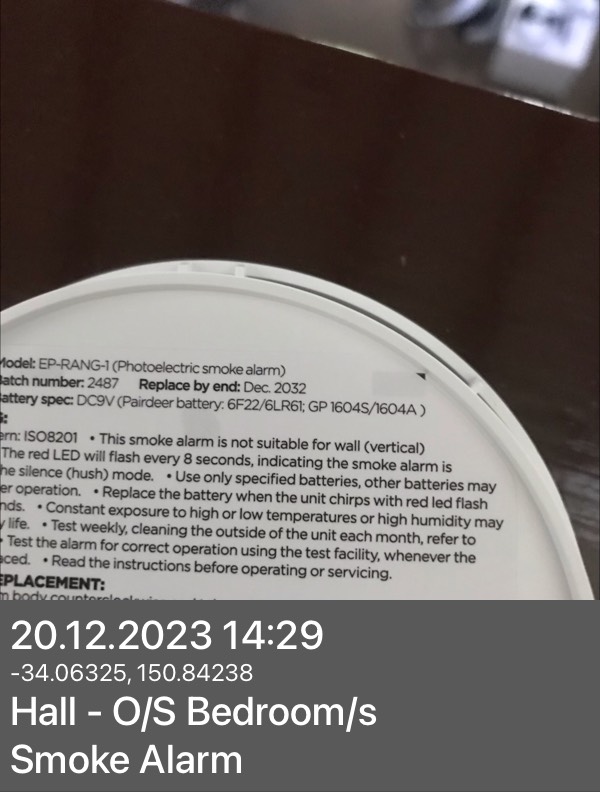 Model: EP-RANG-1 (Photoelectric smoke alarm)
Batch number: 2487 Replace by end: Dec. 2032
Battery spec: DC9V (Pairdeer battery: 6F22/6LR61; GP 1604S/1604A )
S:
ern: ISO8201 • This smoke alarm is not suitable for wall (vertical)
The red LED will flash every 8 seconds, indicating the smoke alarm is
he silence (hush) mode. • Use only specified batteries, other batteries may
er operation. • Replace the battery when the unit chirps with red led flash
nds. • Constant exposure to high or low temperatures or high humidity may
y life. • Test weekly, cleaning the outside of the unit each month, refer to
• Test the alarm for correct operation using the test facility, whenever the
aced. • Read the instructions before operating or servicing.
EPLACEMENT:
m body
20.12.2023 14:29
-34.06325, 150.84238
Hall - O/S Bedroom/s
Smoke Alarm